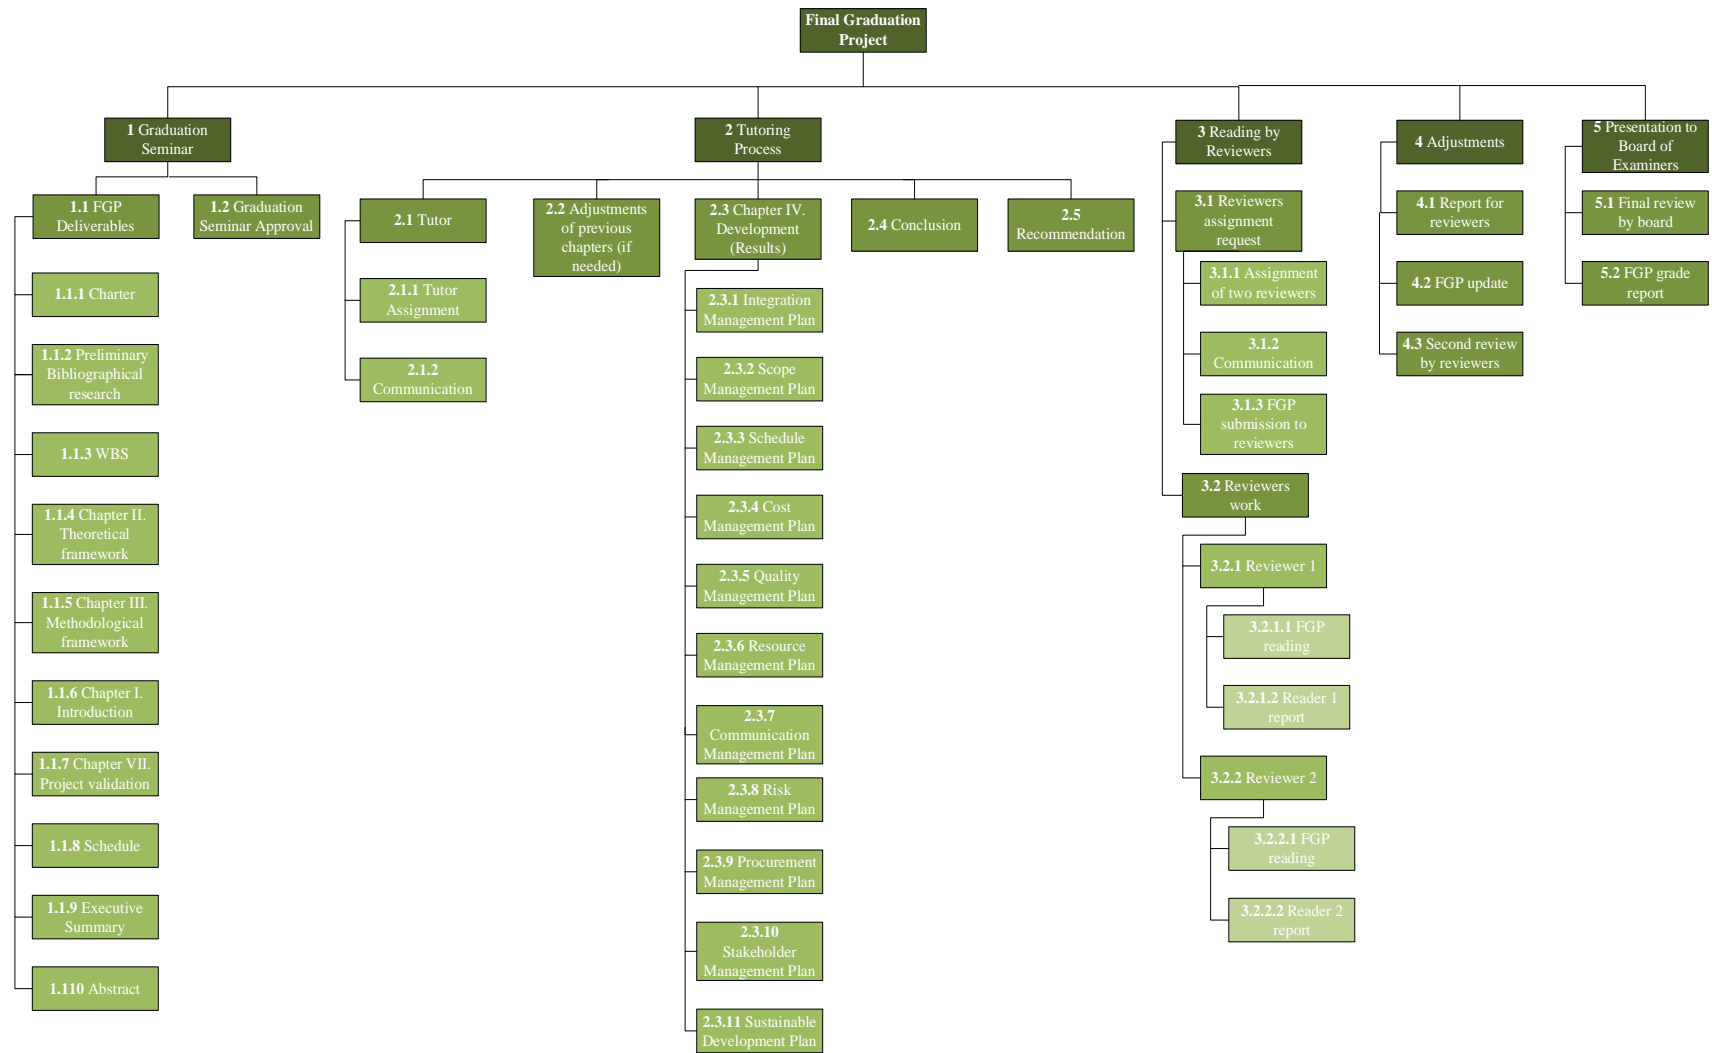 Final Graduation
Project
1 Graduation
Seminar
1.1 FGP
Deliverables
1.1.1 Charter
1.1.2 Preliminary
Bibliographical
research
1.1.3 WBS
1.1.4 Chapter II.
Theoretical
framework
1.1.5 Chapter III.
Methodological
framework
1.1.6 Chapter I.
Introduction
1.1.7 Chapter VII.
Project validation
1.1.8 Schedule
1.1.9 Executive
Summary
1.110 Abstract
1.2 Graduation
Seminar Approval
2 Tutoring
Process
2.1 Tutor
2.1.1 Tutor
Assignment
2.1.2
Communication
2.2 Adjustments
of previous
chapters (if
needed)
2.3 Chapter IV.
Development
(Results)
2.3.1 Integration
Management Plan
2.3.2 Scope
Management Plan
2.3.3 Schedule
Management Plan
2.3.4 Cost
Management Plan
2.3.5 Quality
Management Plan
2.3.6 Resource
Management Plan
2.3.7
Communication
Management Plan
2.3.8 Risk
Management Plan
2.3.9 Procurement
Management Plan
2.3.10
Stakeholder
Management Plan
2.3.11 Sustainable
Development Plan
2.4 Conclusion
2.5
Recommendation
3 Reading by
Reviewers
3.1 Reviewers
assignment
request
3.1.1 Assignment
of two reviewers
3.1.2
Communication
3.1.3 FGP
submission to
reviewers
3.2 Reviewers
work
3.2.1 Reviewer 1
3.2.1.1 FGP
reading
3.2.1.2 Reader 1
report
3.2.2 Reviewer 2
3.2.2.1 FGP
reading
3.2.2.2 Reader 2
report
4 Adjustments
4.1 Report for
reviewers
4.2 FGP update
4.3 Second review
by reviewers
5 Presentation to
Board of
Examiners
5.1 Final review
by board
5.2 FGP grade
report